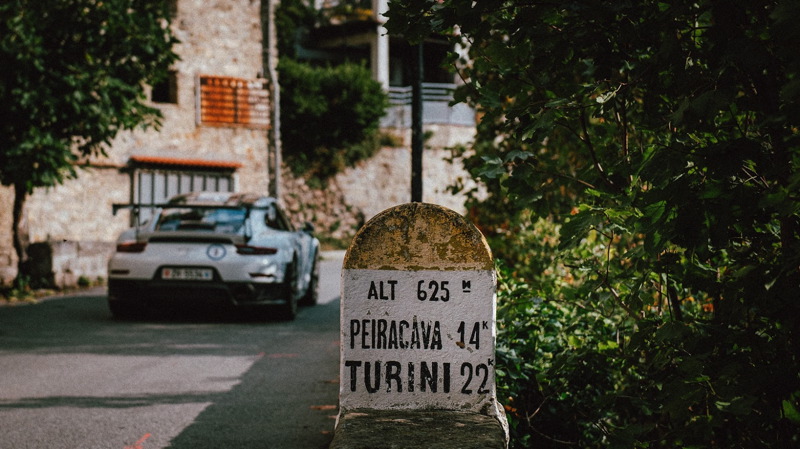 ALT 625 M
PEIRACAVA 14K
TURINI 22K